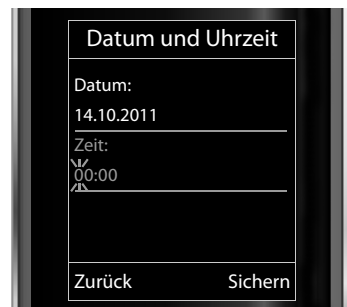 Datum und Uhrzeit
Datum:
14.10.2011
Zeit:
00:00
Zurück Sichern